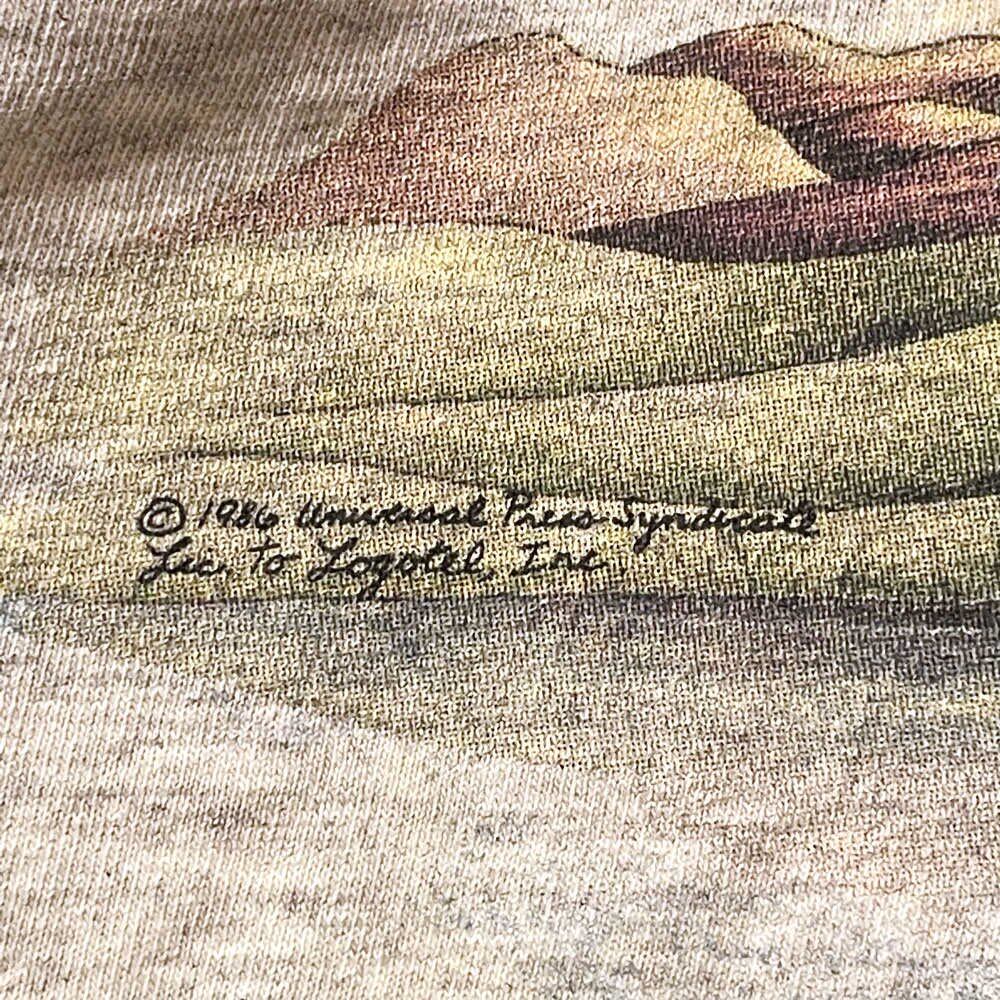 © 1986 Universal Press Syndicate
Lic. to Logotel, Inc.